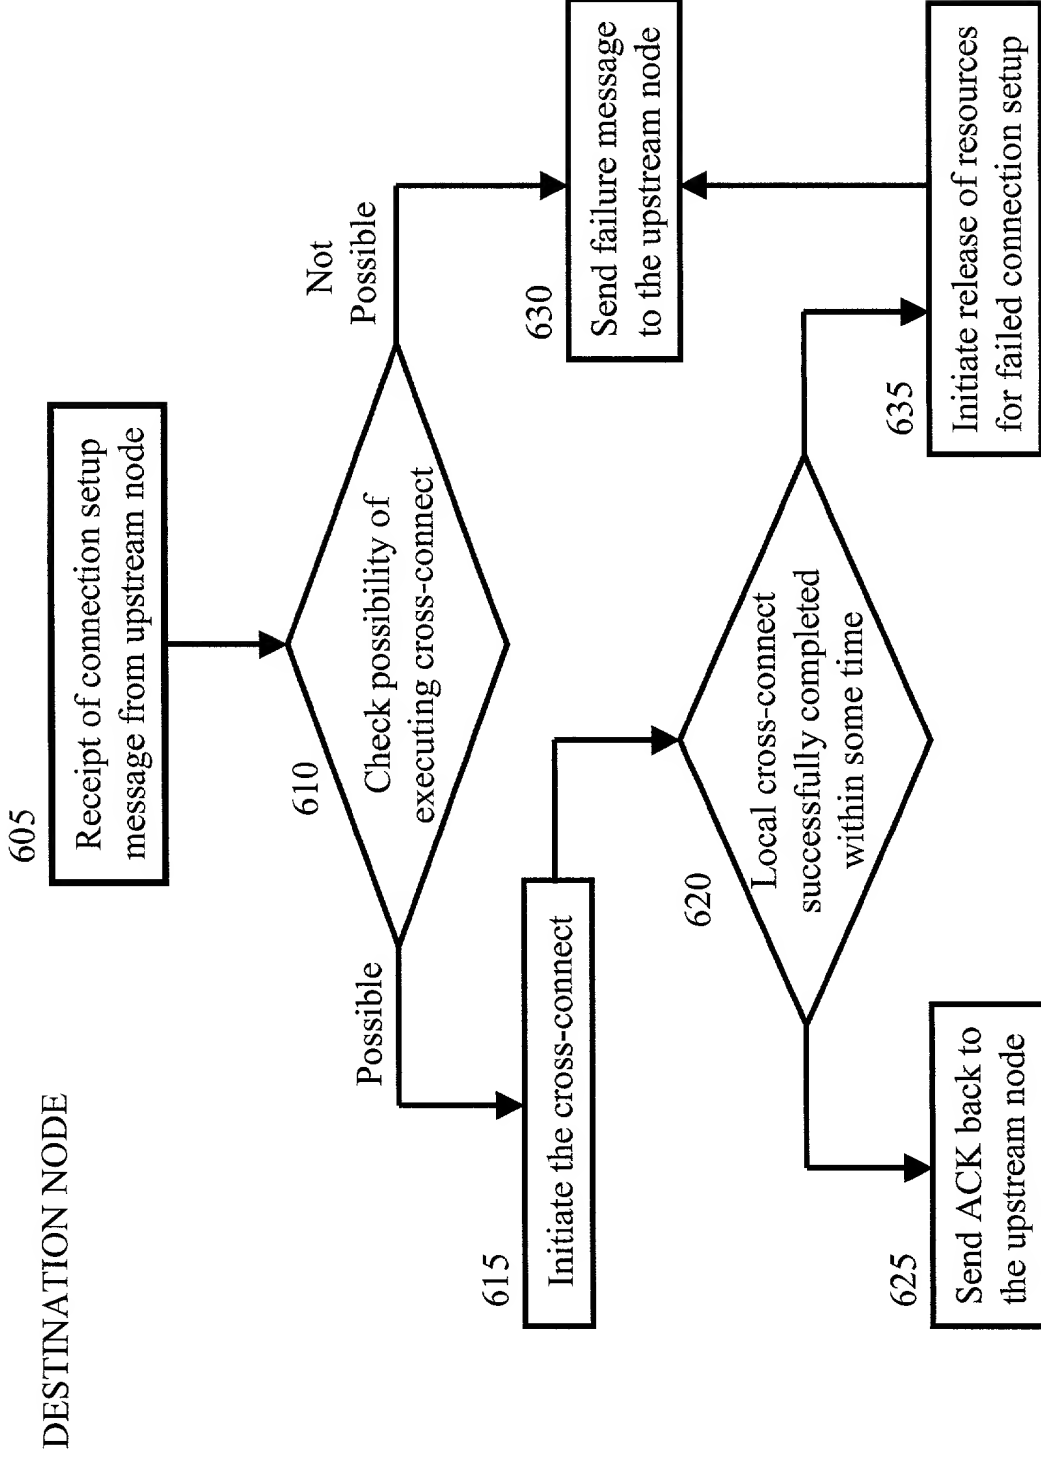 DESTINATION NODE
605
Receipt of connection setup
message from upstream node
610
Check possibility of
executing cross-connect
Possible
Not
Possible
615
Initiate the cross-connect
630
Send failure message
to the upstream node
620
Local cross-connect
successfully completed
within some time
625
Send ACK back to
the upstream node
635
Initiate release of resources
for failed connection setup